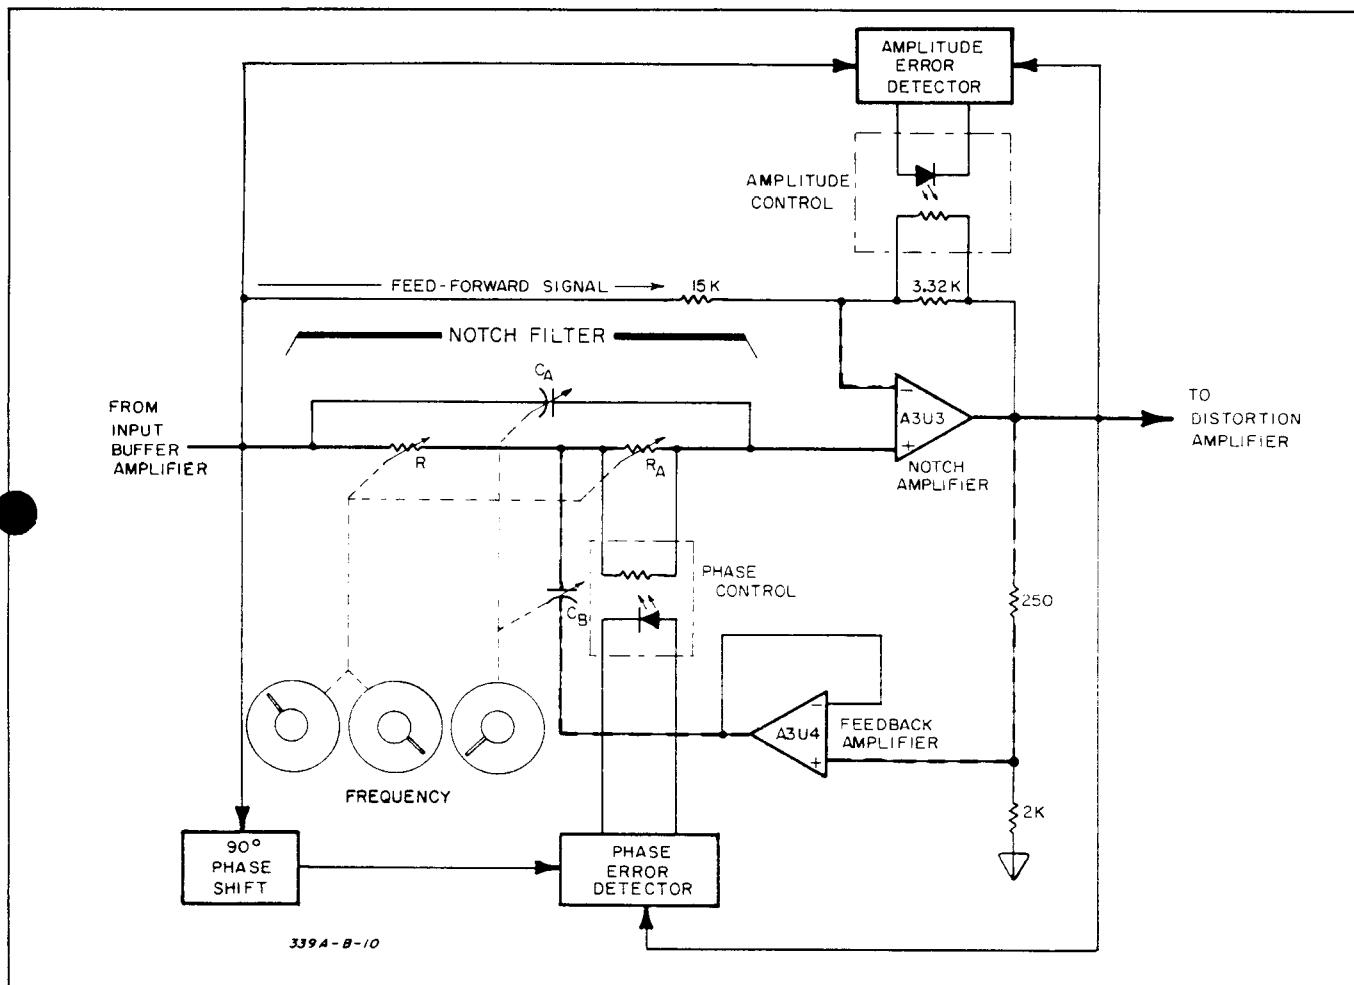 AMPLITUDE
ERROR
DETECTOR
AMPLITUDE
CONTROL
FEED-FORWARD SIGNAL
15K
3.32K
NOTCH FILTER
CA
FROM
INPUT
BUFFER
AMPLIFIER
R
RA
−
A3U3
+
NOTCH
AMPLIFIER
TO
DISTORTION
AMPLIFIER
PHASE
CONTROL
CB
250
−
A3U4
+
FEEDBACK
AMPLIFIER
FREQUENCY
2K
90°
PHASE
SHIFT
PHASE
ERROR
DETECTOR
339A-B-10